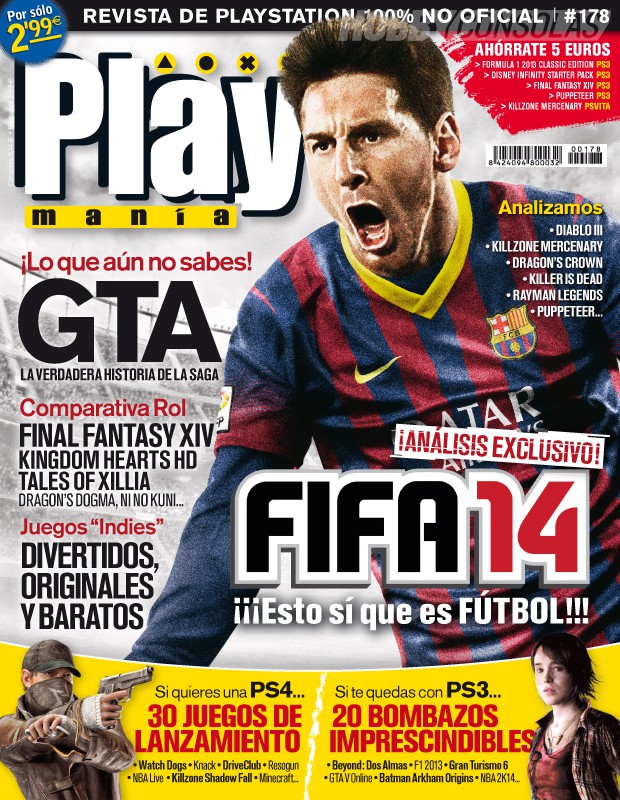 Por sólo
2'99€
REVISTA DE PLAYSTATION 100% NO OFICIAL | #178
HOBBYCONSOLAS
AHÓRRATE 5 EUROS
> FORMULA 1 2013 CLASSIC EDITION PS3
> DISNEY INFINITY STARTER PACK PS3
> FINAL FANTASY XIV PS3
> PUPPETEER PS3
> KILLZONE MERCENARY PSVITA
Play
manía
00178
8 424094 800032
Analizamos
• DIABLO III
• KILLZONE MERCENARY
• DRAGON'S CROWN
• KILLER IS DEAD
• RAYMAN LEGENDS
• PUPPETEER...
¡Lo que aún no sabes!
GTA
LA VERDADERA HISTORIA DE LA SAGA
FCB
Comparativa Rol
FINAL FANTASY XIV
KINGDOM HEARTS HD
TALES OF XILLIA
DRAGON'S DOGMA, NI NO KUNI...
QATAR
AIRWAYS
¡ANÁLISIS EXCLUSIVO!
FIFA 14
¡¡¡Esto sí que es FÚTBOL!!!
Juegos "Indies"
DIVERTIDOS,
ORIGINALES
Y BARATOS
Si quieres una PS4...
30 JUEGOS DE
LANZAMIENTO
• Watch Dogs • Knack • DriveClub • Resogun
• NBA Live • Killzone Shadow Fall • Minecraft...
Si te quedas con PS3...
20 BOMBAZOS
IMPRESCINDIBLES
• Beyond: Dos Almas • F1 2013 • Gran Turismo 6
• GTA V Online • Batman Arkham Origins • NBA 2K14...